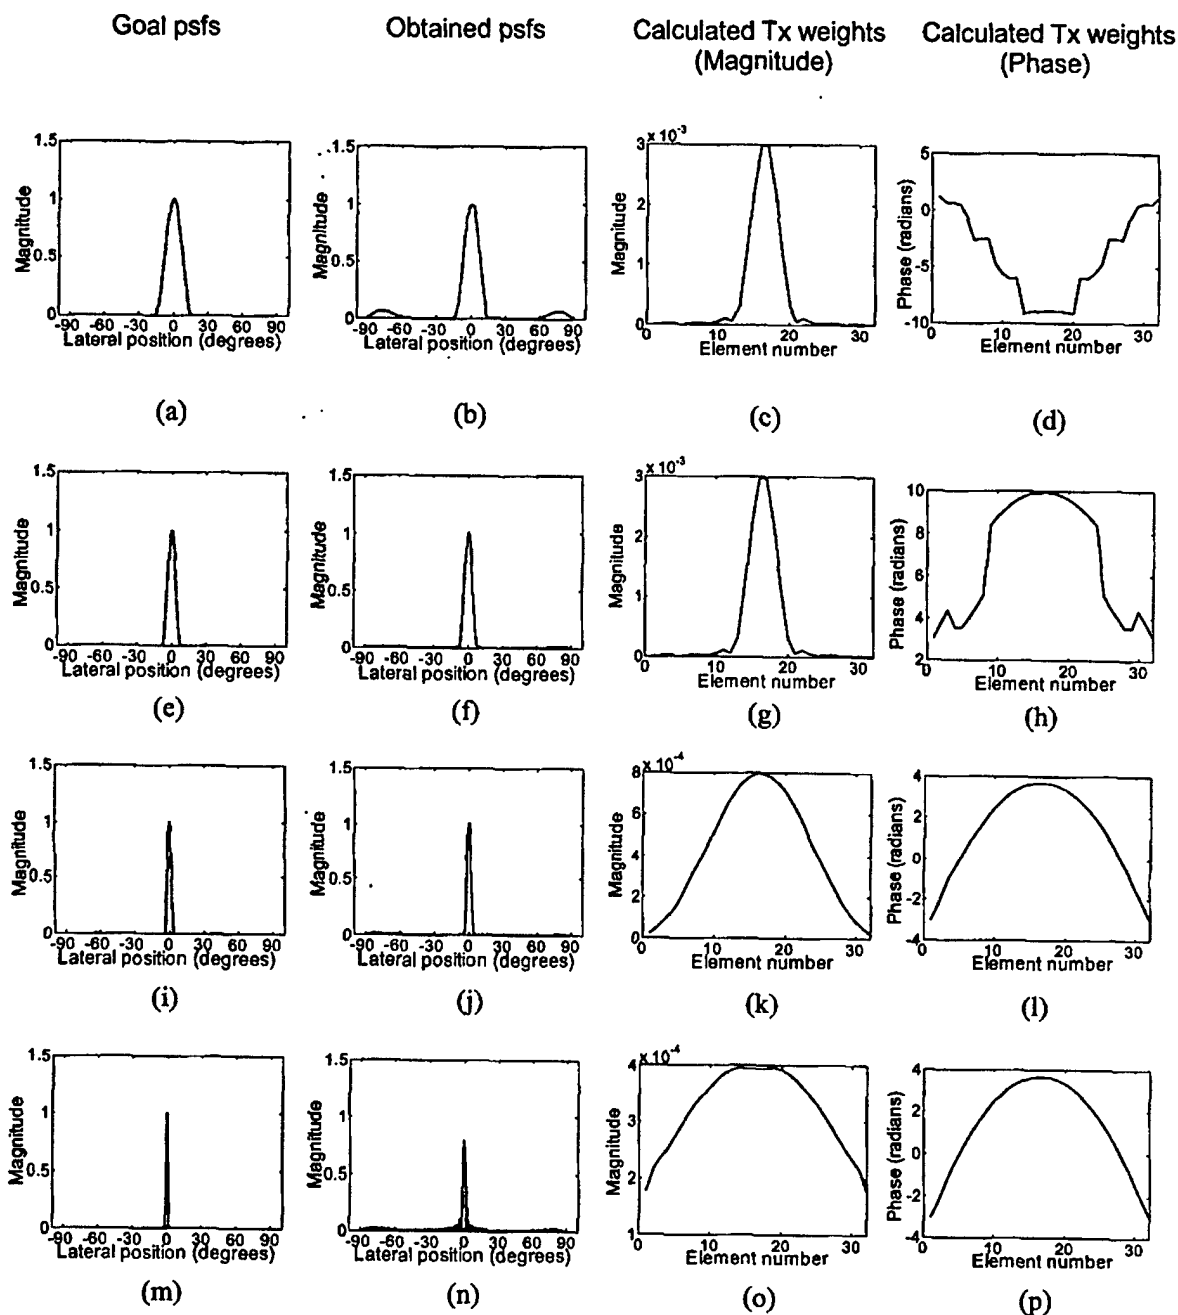 Goal psfs
Obtained psfs
Calculated Tx weights
(Magnitude)
Calculated Tx weights
(Phase)
1.5
1
0.5
0
Magnitude
-90 -60 -30 0 30 60 90
Lateral position (degrees)
(a)
1.5
1
0.5
0
Magnitude
-90 -60 -30 0 30 60 90
Lateral position (degrees)
(b)
x 10-3
3
2
1
0
Magnitude
0 10 20 30
Element number
(c)
5
0
-5
-10
Phase (radians)
0 10 20 30
Element number
(d)
1.5
1
0.5
0
Magnitude
-90 -60 -30 0 30 60 90
Lateral position (degrees)
(e)
1.5
1
0.5
0
Magnitude
-90 -60 -30 0 30 60 90
Lateral position (degrees)
(f)
x 10-3
3
2
1
0
Magnitude
0 10 20 30
Element number
(g)
10
8
6
4
2
Phase (radians)
0 10 20 30
Element number
(h)
1.5
1
0.5
0
Magnitude
-90 -60 -30 0 30 60 90
Lateral position (degrees)
(i)
1.5
1
0.5
0
Magnitude
-90 -60 -30 0 30 60 90
Lateral position (degrees)
(j)
x 10-4
8
6
4
2
0
Magnitude
0 10 20 30
Element number
(k)
4
2
0
-2
-4
Phase (radians)
0 10 20 30
Element number
(l)
1.5
1
0.5
0
Magnitude
-90 -60 -30 0 30 60 90
Lateral position (degrees)
(m)
1.5
1
0.5
0
Magnitude
-90 -60 -30 0 30 60 90
Lateral position (degrees)
(n)
x 10-4
4
3
2
1
Magnitude
0 10 20 30
Element number
(o)
4
2
0
-2
-4
Phase (radians)
0 10 20 30
Element number
(p)